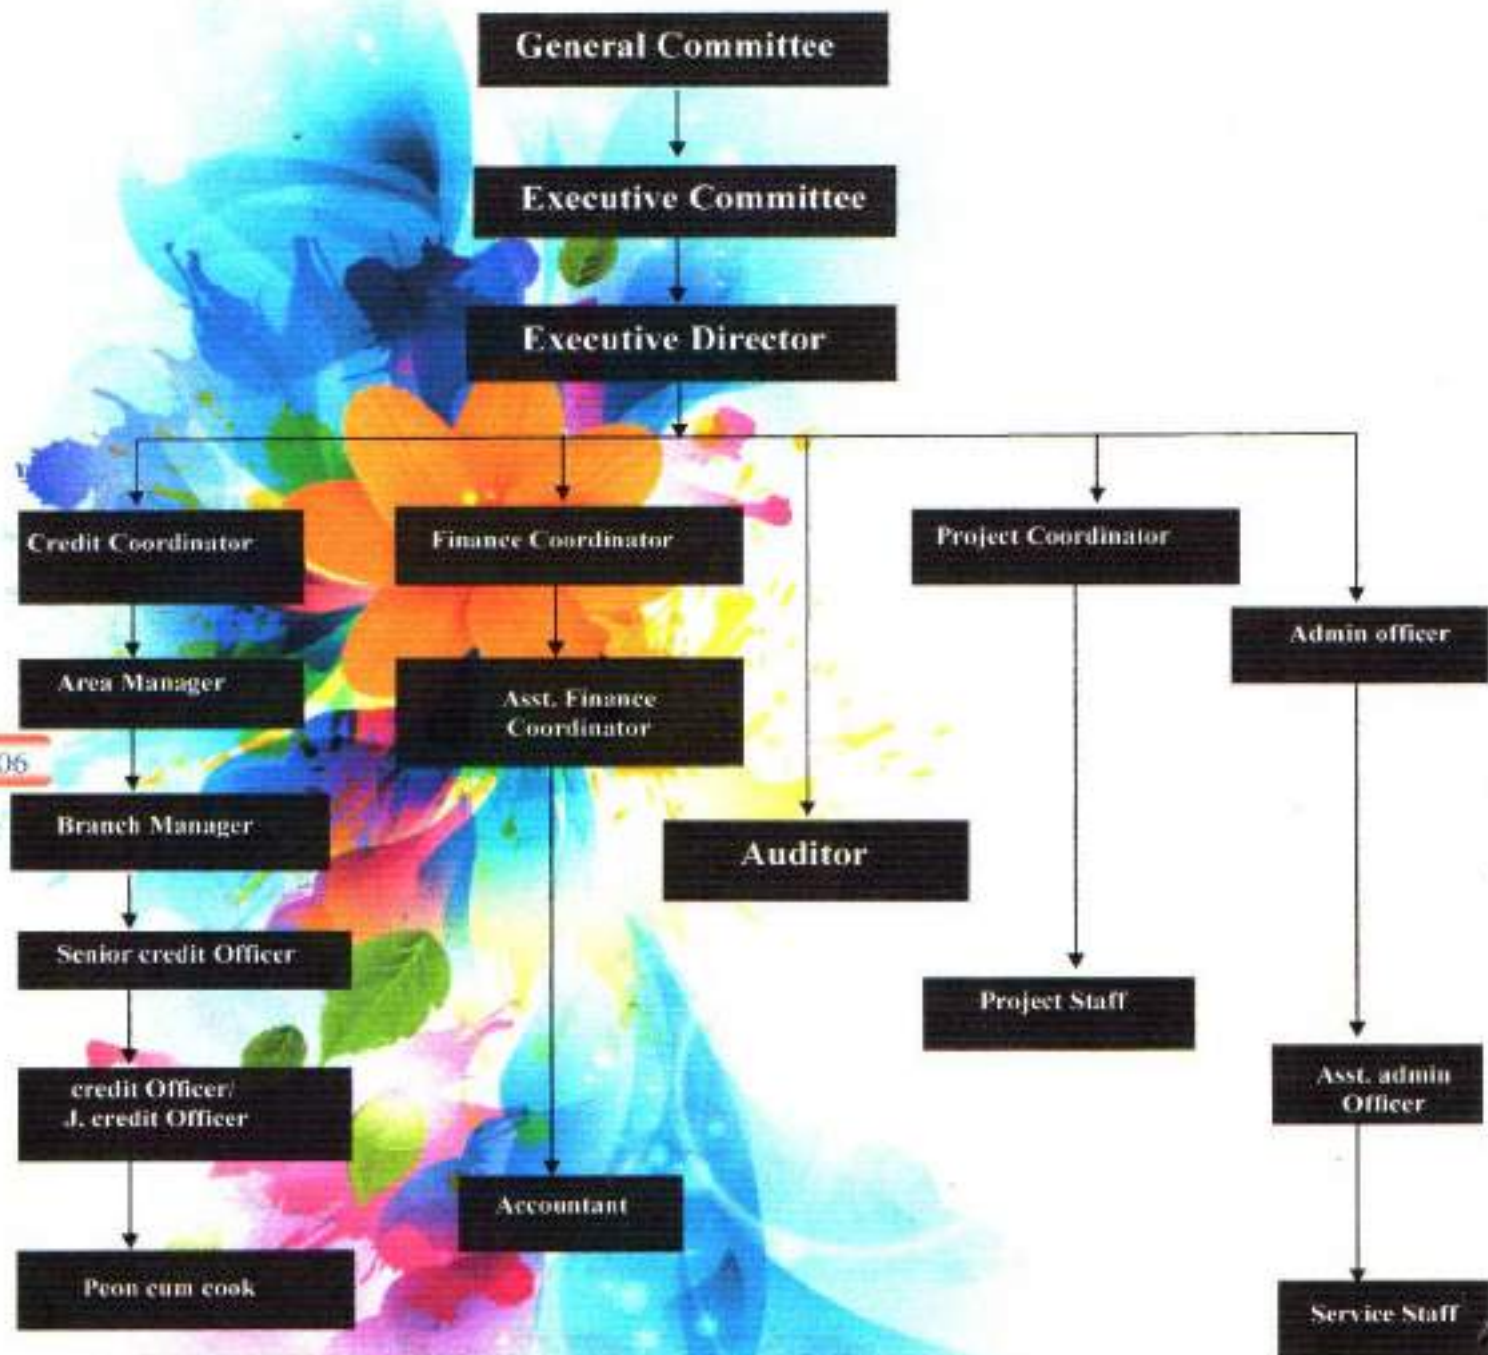 General Committee
Executive Committee
Executive Director
Credit Coordinator
Finance Coordinator
Project Coordinator
Admin officer
Area Manager
Asst. Finance
Coordinator
06
Branch Manager
Auditor
Senior credit Officer
Project Staff
credit Officer/
J. credit Officer
Asst. admin
Officer
Accountant
Peon cum cook
Service Staff